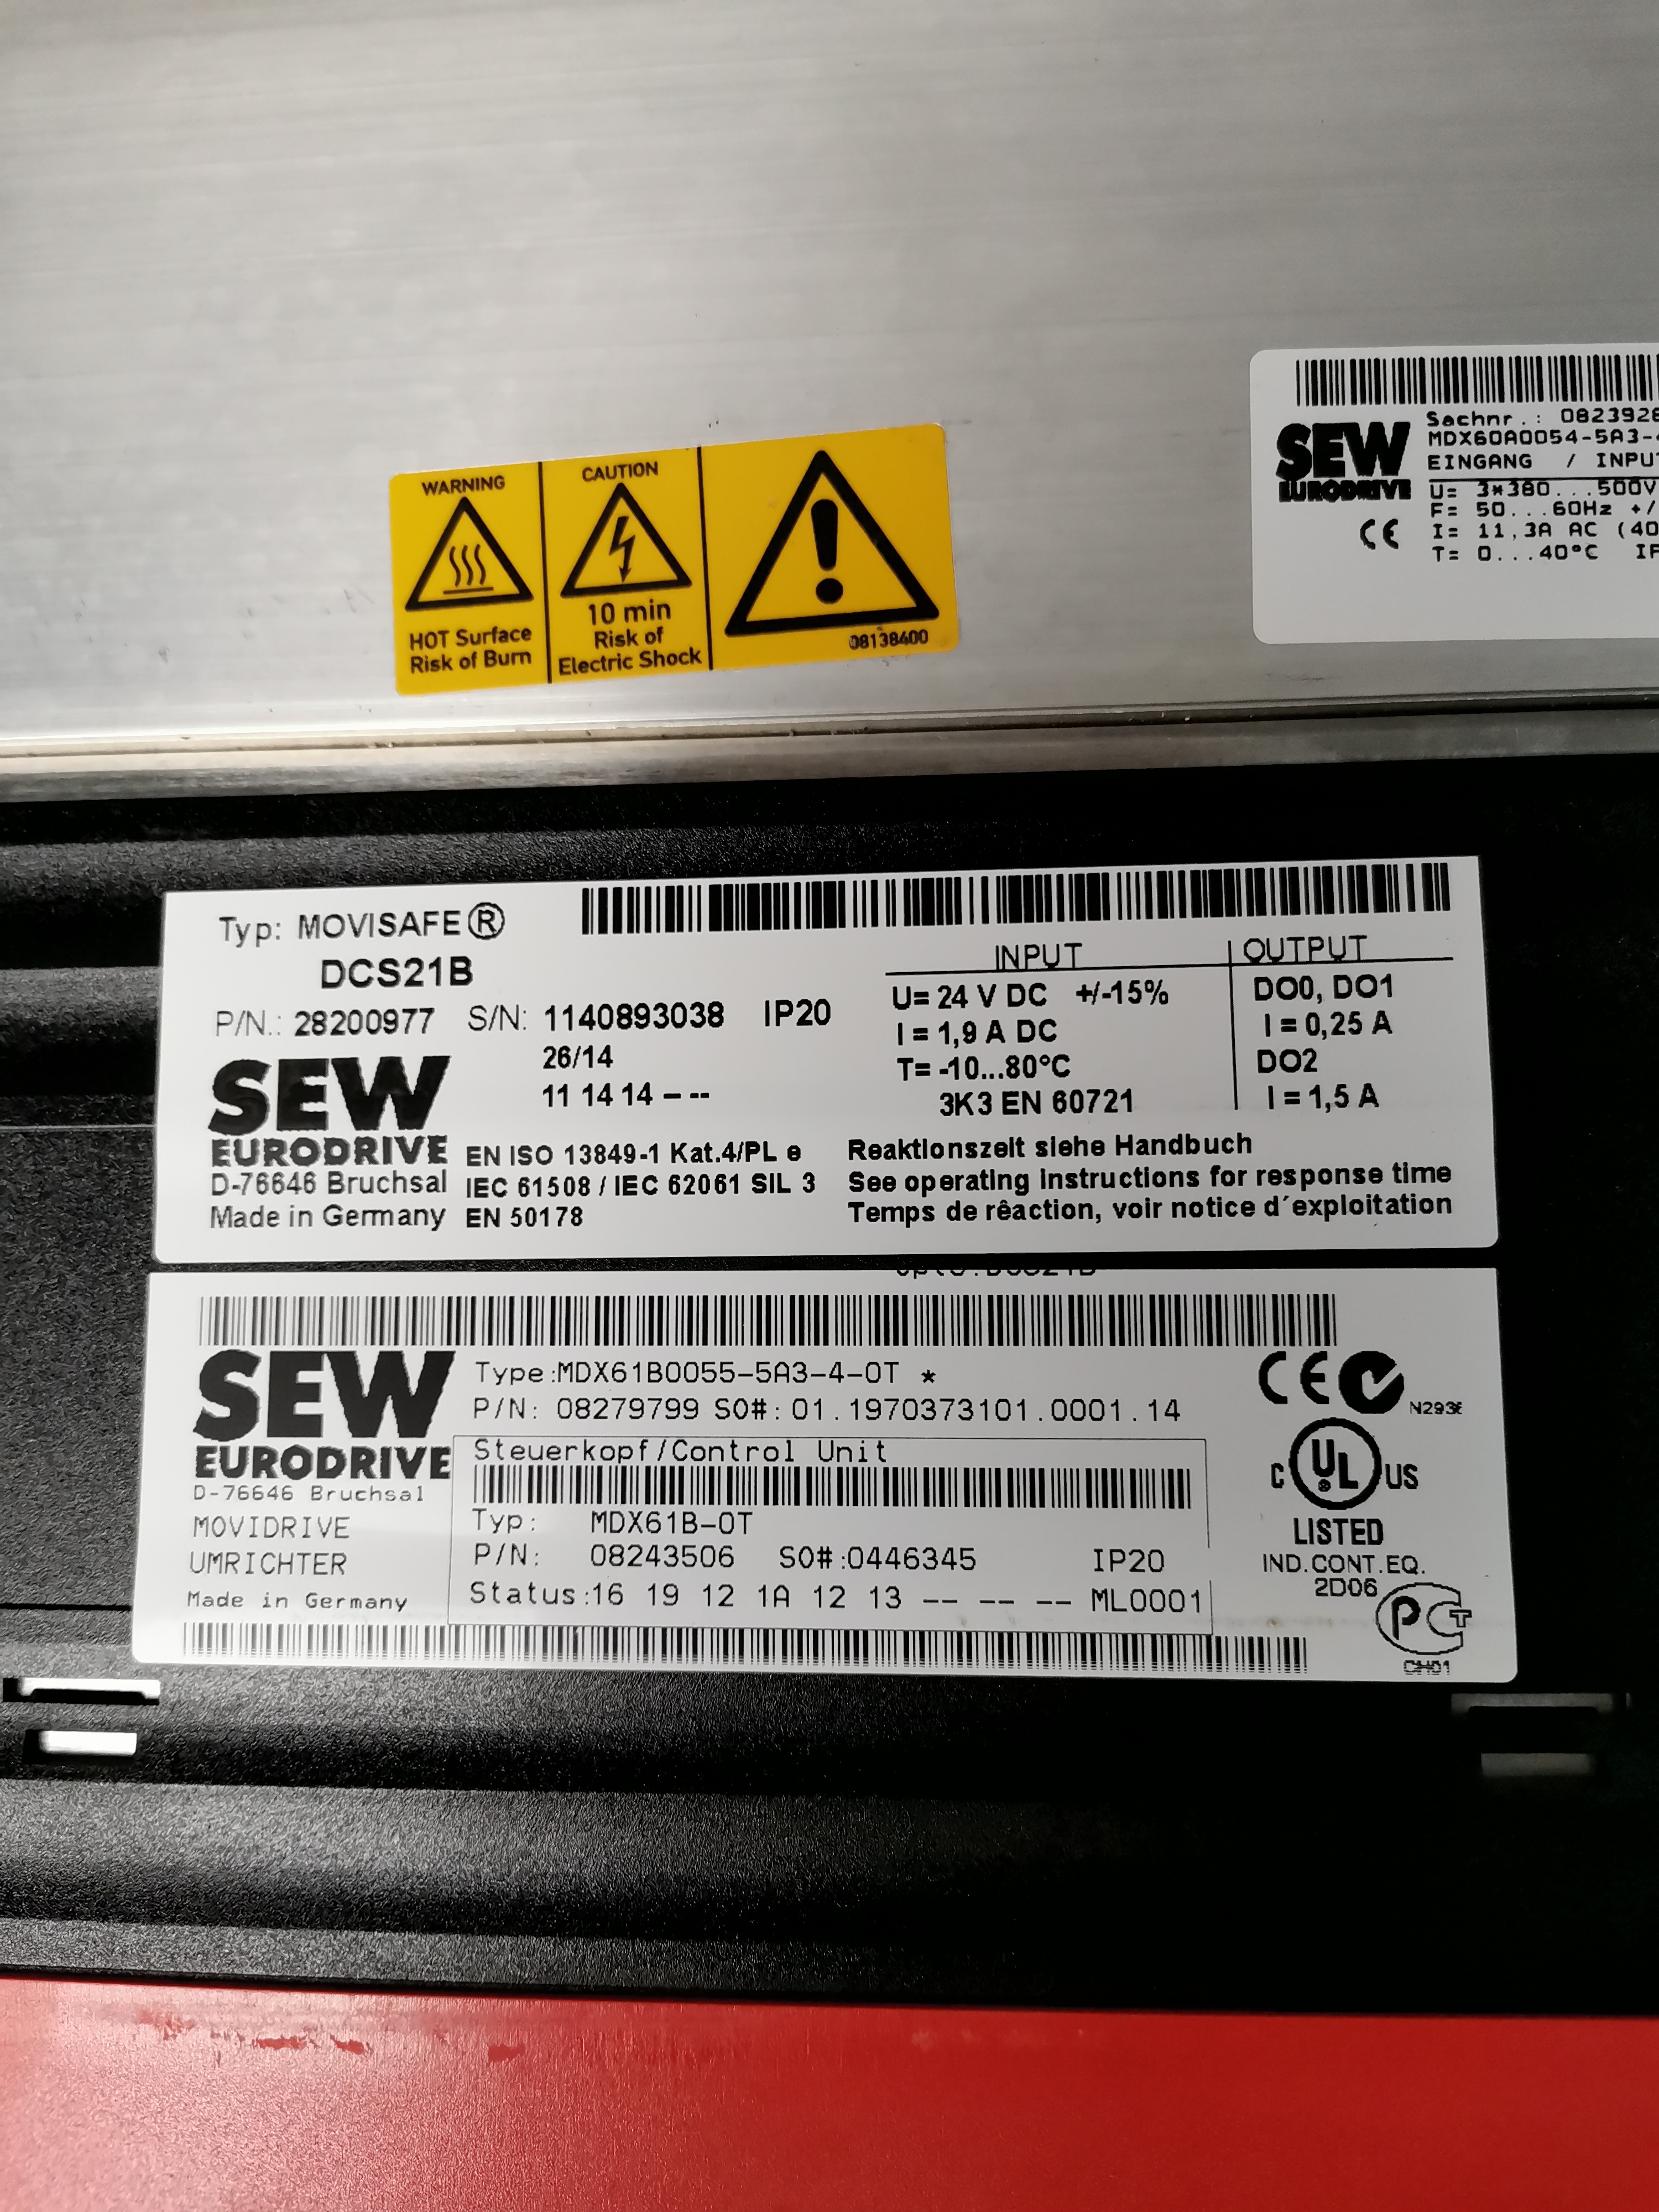 WARNING
HOT Surface
Risk of Burn
CAUTION
10 min
Risk of
Electric Shock
08138400
SEW
EURODRIVE
CE
Sachnr.: 0823928
MDX60A0054-5A3-
EINGANG / INPUT
U= 3*380...500V
F= 50...60Hz +/
I= 11,3A AC (40
T= 0...40°C IP
Typ: MOVISAFE®
DCS21B
P/N.: 28200977 S/N: 1140893038 IP20
26/14
11 14 14 – --
SEW
EURODRIVE
D-76646 Bruchsal
Made in Germany
EN ISO 13849-1 Kat.4/PL e
IEC 61508 / IEC 62061 SIL 3
EN 50178
INPUT
U= 24 V DC +/-15%
I = 1,9 A DC
T= -10...80°C
3K3 EN 60721
OUTPUT
DO0, DO1
I = 0,25 A
DO2
I = 1,5 A
Reaktionszeit siehe Handbuch
See operating instructions for response time
Temps de rêaction, voir notice d´exploitation
SEW
EURODRIVE
D-76646 Bruchsal
MOVIDRIVE
UMRICHTER
Made in Germany
Type:MDX61B0055-5A3-4-0T *
P/N: 08279799 SO#: 01.1970373101.0001.14
Steuerkopf/Control Unit
Typ: MDX61B-0T
P/N: 08243506 SO#:0446345 IP20
Status:16 19 12 1A 12 13 -- -- -- ML0001
CE
N2936
C UL US
LISTED
IND.CONT.EQ.
2D06
PCT
CH01